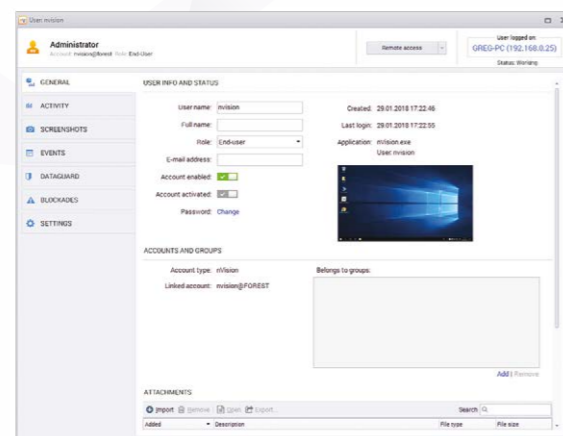 User nvision
Administrator
Account: nvision@forest Role: End-User
Remote access
User logged on:
GREG-PC (192.168.0.25)
Status: Working
GENERAL
ACTIVITY
SCREENSHOTS
EVENTS
DATAGUARD
BLOCKADES
SETTINGS
USER INFO AND STATUS
User name: nvision
Full name:
Role: End-user
E-mail address:
Account enabled:
Account activated:
Password: Change
Created: 29.01.2018 17:22:46
Last login: 29.01.2018 17:22:55
Application: nVision.exe
User: nvision
ACCOUNTS AND GROUPS
Account type: nVision
Linked account: nvision@FOREST
Belongs to groups:
Add | Remove
ATTACHMENTS
Import Remove Open Export...
Search
Added Description File type File size